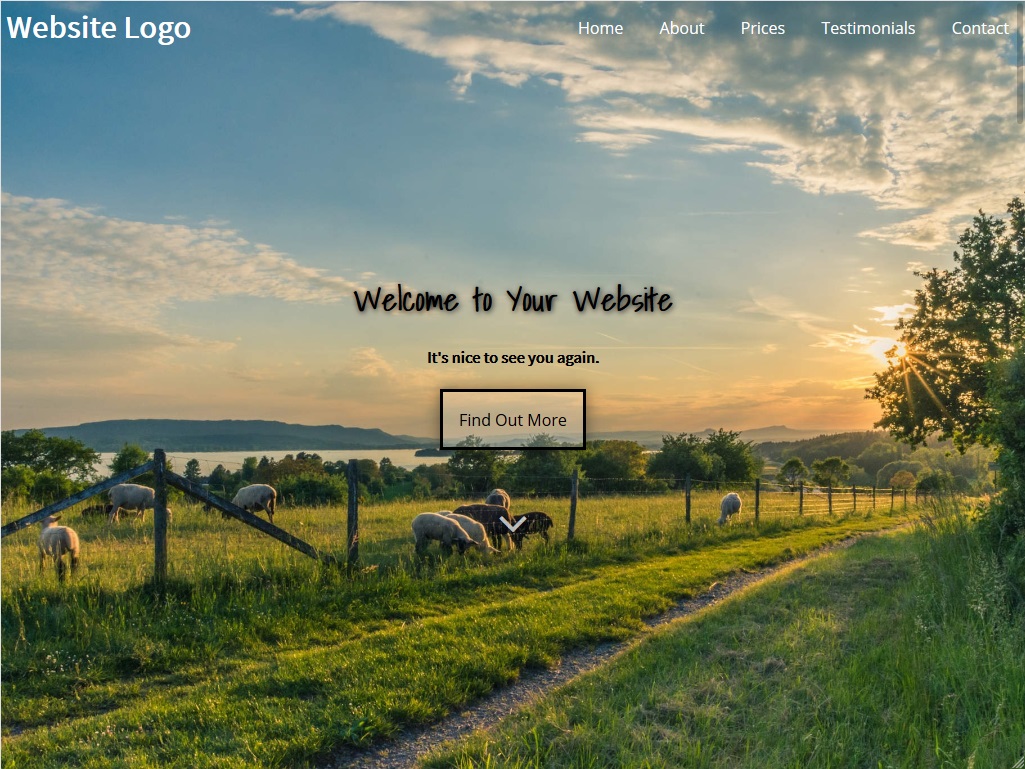 Website Logo
Home About Prices Testimonials Contact
Welcome to Your Website
It's nice to see you again.
Find Out More